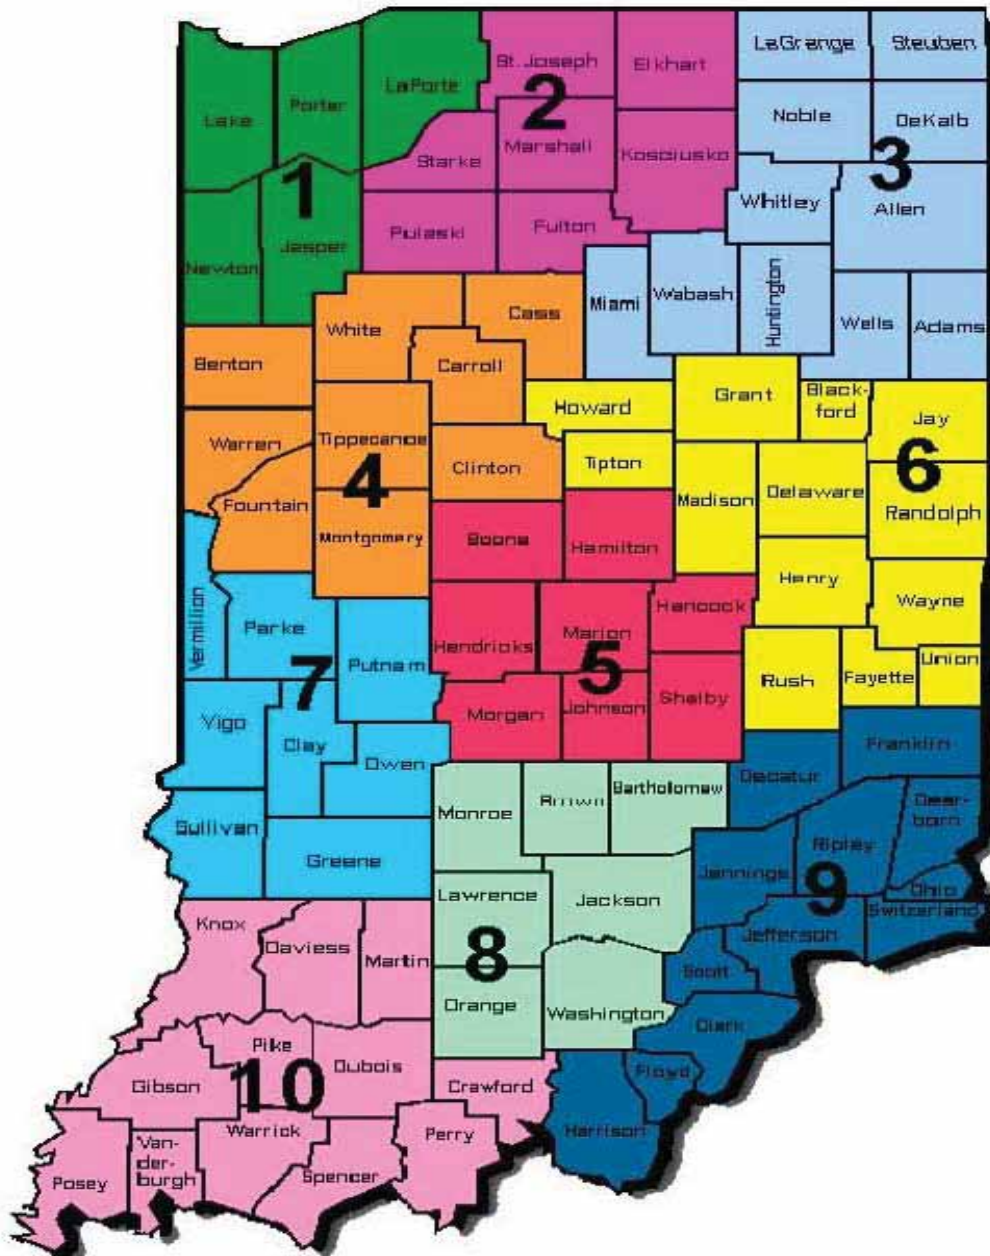 LaGrange
Steuben
St. Joseph
Elkhart
LaPorte
Porter
Lake
2
Noble
DeKalb
Starke
Marshall
Kosciusko
3
1
Whitley
Allen
Pulaski
Fulton
Jasper
Newton
Miami
Wabash
Huntington
Wells
Adams
White
Cass
Benton
Carroll
Grant
Black-
ford
Howard
Jay
Warren
Tippecanoe
Clinton
Tipton
6
4
Fountain
Madison
Delaware
Randolph
Montgomery
Boone
Hamilton
Henry
Wayne
Vermillion
Parke
Hancock
Hendricks
Marion
Putnam
7
5
Rush
Fayette
Union
Vigo
Clay
Morgan
Johnson
Shelby
Owen
Franklin
Decatur
Monroe
Brown
Bartholomew
Dear-
born
Sullivan
Greene
Ripley
Jennings
Lawrence
Jackson
9
Ohio
Switzerland
Knox
Daviess
Martin
8
Jefferson
Scott
Orange
Washington
Clark
Pike
Dubois
Gibson
10
Crawford
Floyd
Harrison
Warrick
Perry
Van-
der-
burgh
Posey
Spencer